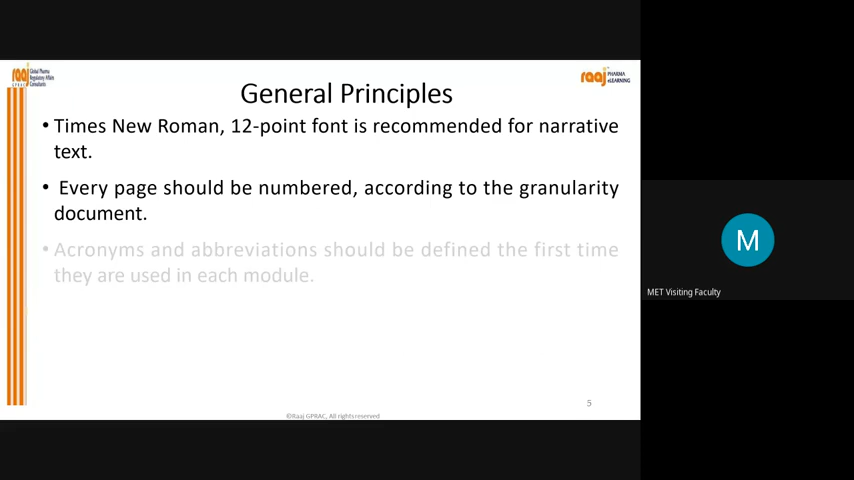 raaj Global Pharma
Regulatory Affairs
GPRAC Consultants
raaj PHARMA
eLEARNING
General Principles
• Times New Roman, 12-point font is recommended for narrative
text.
• Every page should be numbered, according to the granularity
document.
• Acronyms and abbreviations should be defined the first time
they are used in each module.
5
©Raaj GPRAC, All rights reserved
M
MET Visiting Faculty